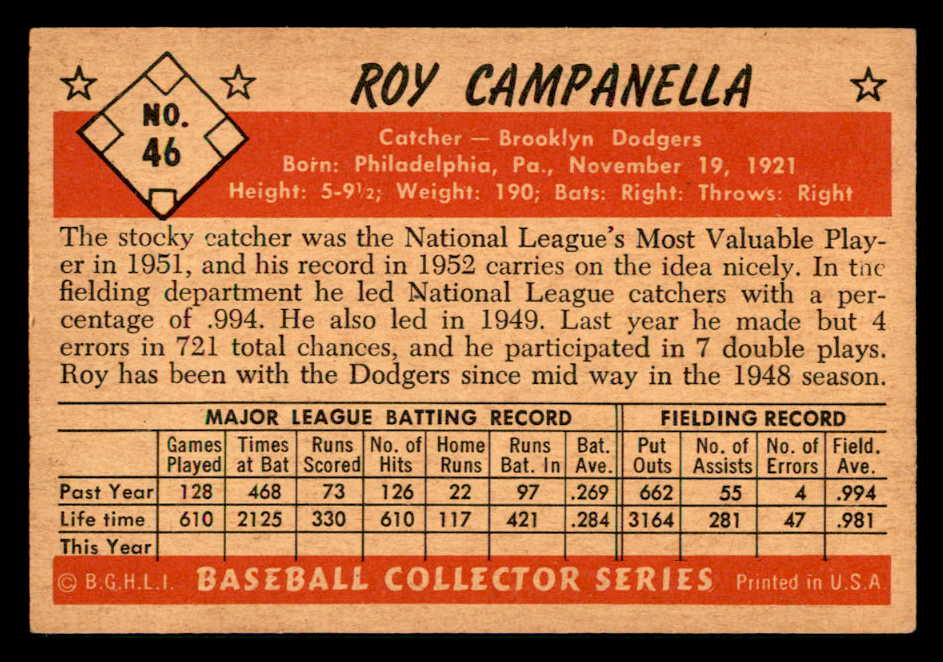 ROY CAMPANELLA
NO.
46
Catcher — Brooklyn Dodgers
Born: Philadelphia, Pa., November 19, 1921
Height: 5-9½; Weight: 190; Bats: Right: Throws: Right
The stocky catcher was the National League's Most Valuable Play-
er in 1951, and his record in 1952 carries on the idea nicely. In the
fielding department he led National League catchers with a per-
centage of .994. He also led in 1949. Last year he made but 4
errors in 721 total chances, and he participated in 7 double plays.
Roy has been with the Dodgers since mid way in the 1948 season.
MAJOR LEAGUE BATTING RECORD FIELDING RECORD
Games Times Runs No. of Home Runs Bat. Put No. of No. of Field.
Played at Bat Scored Hits Runs Bat. In Ave. Outs Assists Errors Ave.
Past Year 128 468 73 126 22 97 .269 662 55 4 .994
Life time 610 2125 330 610 117 421 .284 3164 281 47 .981
This Year
© B.G.H.L.I. BASEBALL COLLECTOR SERIES Printed in U.S.A